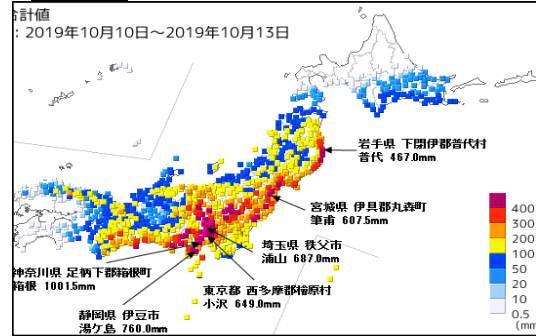 合計値
: 2019年10月10日～2019年10月13日
岩手県 下閉伊郡普代村
普代 467.0mm
宮城県 伊具郡丸森町
筆甫 607.5mm
埼玉県 秩父市
浦山 687.0mm
神奈川県 足柄下郡箱根町
箱根 1001.5mm
東京都 西多摩郡檜原村
小沢 649.0mm
静岡県 伊豆市
湯ケ島 760.0mm
400
300
200
100
50
20
10
0.5
(mm